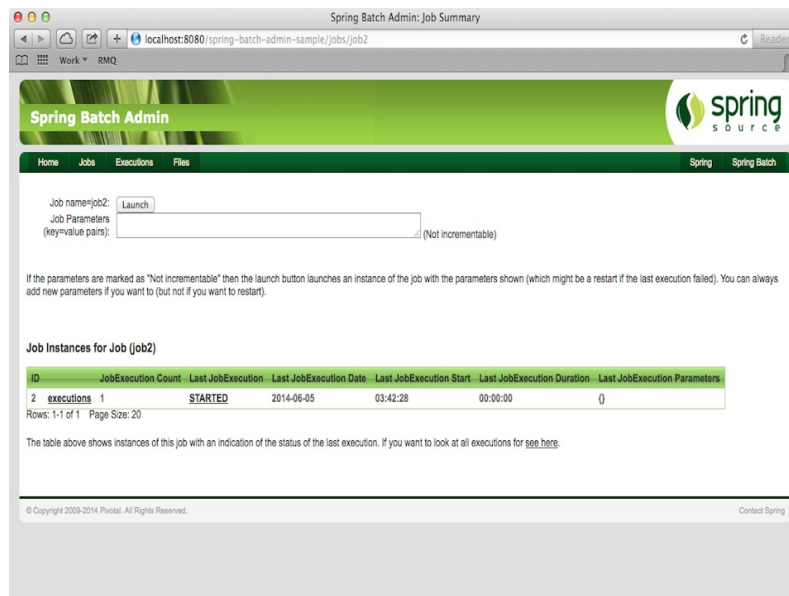 Spring Batch Admin: Job Summary
localhost:8080/spring-batch-admin-sample/jobs/job2
Reader
Work RMQ
Spring Batch Admin
spring
source
Home Jobs Executions Files Spring Spring Batch
Job name=job2: Launch
Job Parameters
(key=value pairs): (Not incrementable)
If the parameters are marked as "Not incrementable" then the launch button launches an instance of the job with the parameters shown (which might be a restart if the last execution failed). You can always
add new parameters if you want to (but not if you want to restart).
Job Instances for Job (job2)
ID JobExecution Count Last JobExecution Last JobExecution Date Last JobExecution Start Last JobExecution Duration Last JobExecution Parameters
2 executions 1 STARTED 2014-06-05 03:42:28 00:00:00 {}
Rows: 1-1 of 1 Page Size: 20
The table above shows instances of this job with an indication of the status of the last execution. If you want to look at all executions for see here.
© Copyright 2009-2014 Pivotal. All Rights Reserved. Contact Spring